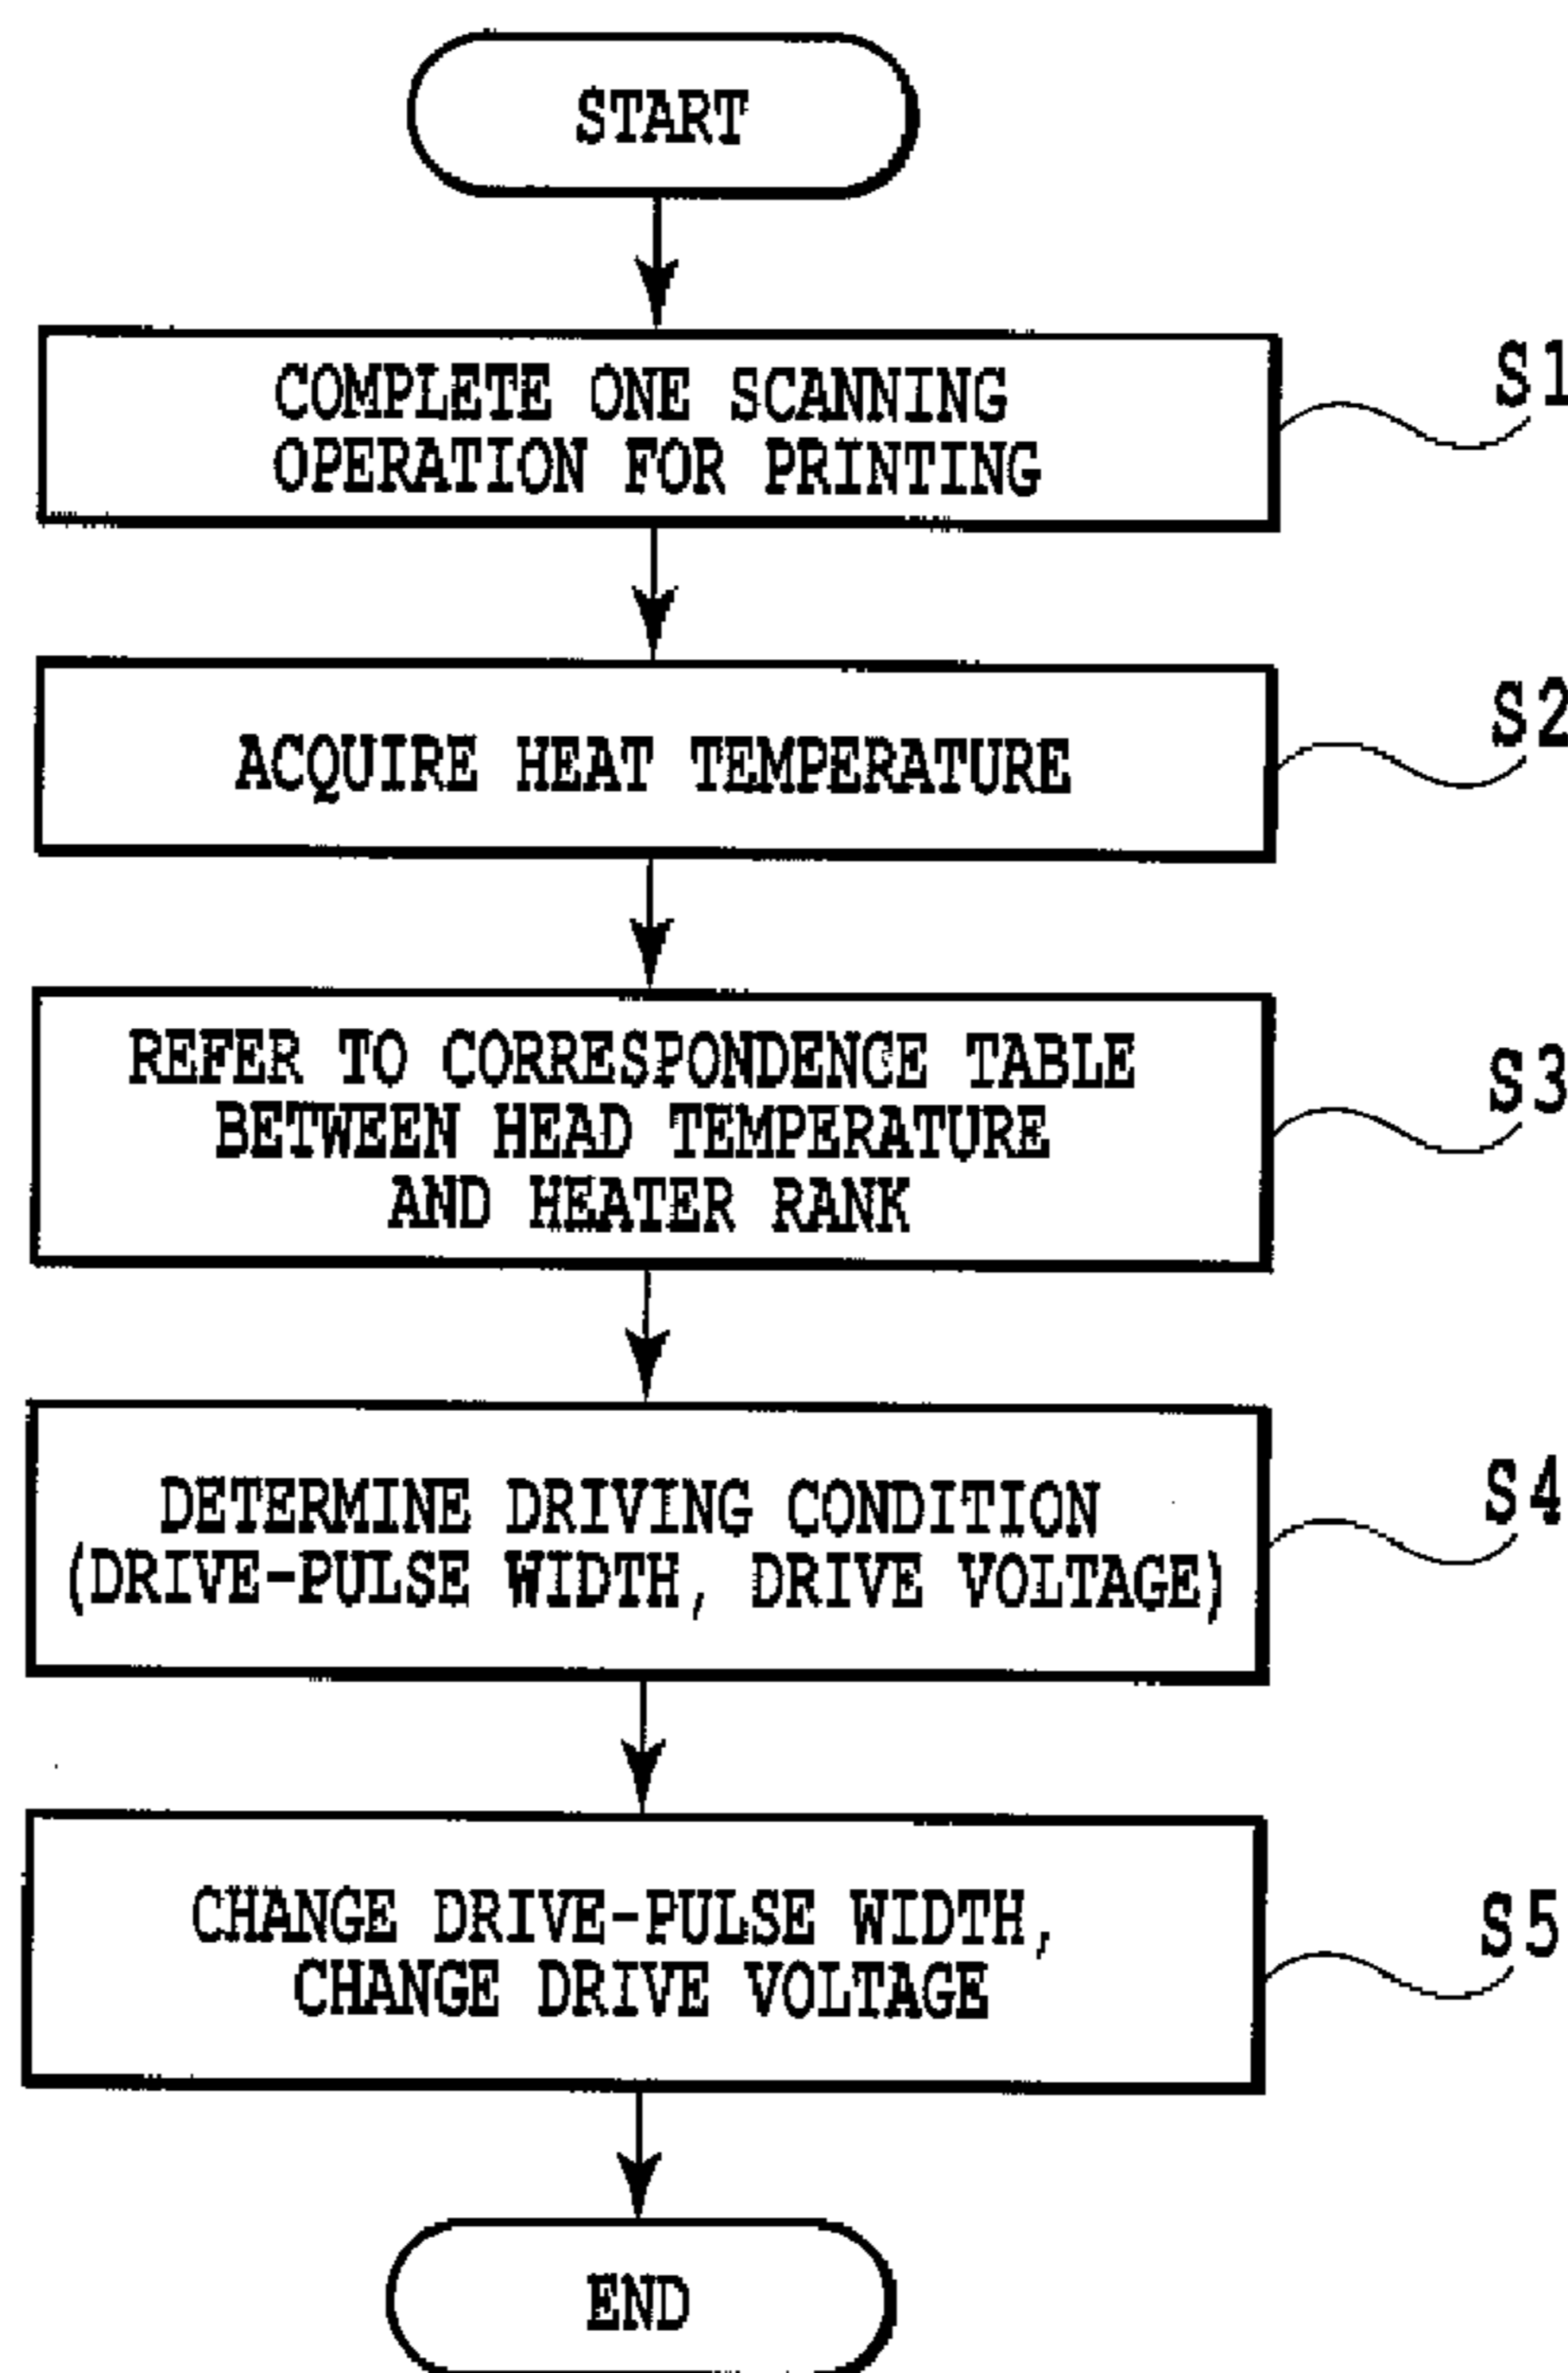 START
COMPLETE ONE SCANNING
OPERATION FOR PRINTING
S1
ACQUIRE HEAT TEMPERATURE
S2
REFER TO CORRESPONDENCE TABLE
BETWEEN HEAD TEMPERATURE
AND HEATER RANK
S3
DETERMINE DRIVING CONDITION
(DRIVE-PULSE WIDTH, DRIVE VOLTAGE)
S4
CHANGE DRIVE-PULSE WIDTH,
CHANGE DRIVE VOLTAGE
S5
END